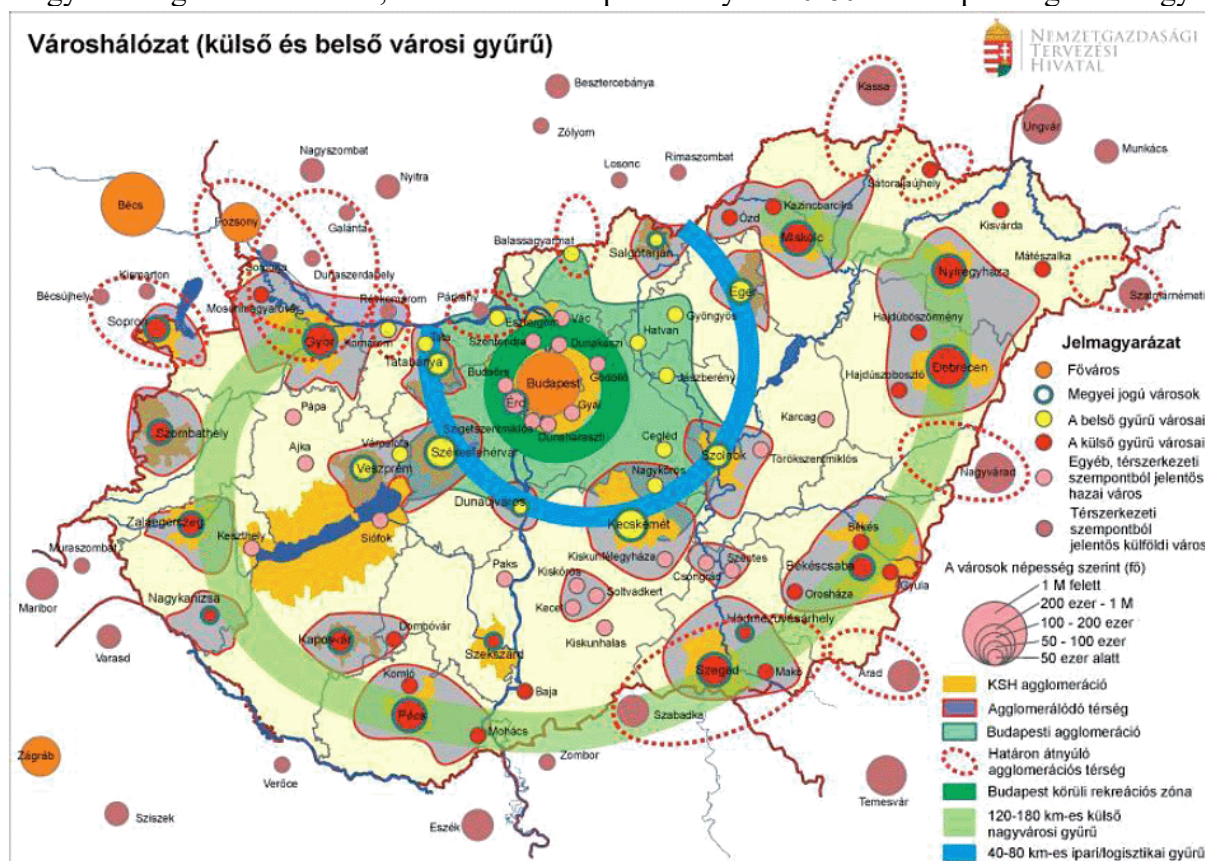 Városhálózat (külső és belső városi gyűrű)
NEMZETGAZDASÁGI
TERVEZÉSI
HIVATAL
Besztercebánya
Kassa
Zólyom
Ungvár
Munkács
Nagyszombat
Nyitra
Losonc
Rimaszombat
Sátoraljaújhely
Bécs
Pozsony
Galánta
Ózd
Kazincbarcika
Kisvárda
Balassagyarmat
Salgótarján
Miskolc
Kismarton
Dunaszerdahely
Nyíregyháza
Mátészalka
Bécsújhely
Mosonmagyaróvár
Révkomárom
Párkány
Eger
Szatmárnémeti
Sopron
Győr
Komárom
Esztergom
Vác
Gyöngyös
Hatvan
Hajdúböszörmény
Tata
Szentendre
Dunakeszi
Tatabánya
Budaörs
Budapest
Gödöllő
Jászberény
Hajdúszoboszló
Debrecen
Pápa
Érd
Gyál
Karcag
Ajka
Várpalota
Szigetszentmiklós
Dunaharaszti
Szombathely
Székesfehérvár
Cegléd
Szolnok
Törökszentmiklós
Veszprém
Nagykőrös
Nagyvárad
Dunaújváros
Zalaegerszeg
Keszthely
Siófok
Kecskemét
Békés
Muraszombat
Kiskunfélegyháza
Szentes
Paks
Kiskőrös
Csongrád
Békéscsaba
Gyula
Maribor
Nagykanizsa
Soltvadkert
Orosháza
Kecel
Varasd
Kaposvár
Dombóvár
Szekszárd
Kiskunhalas
Hódmezővásárhely
Komló
Szeged
Makó
Arad
Pécs
Baja
Szabadka
Mohács
Zágráb
Zombor
Verőce
Temesvár
Sziszek
Eszék
Jelmagyarázat
Főváros
Megyei jogú városok
A belső gyűrű városai
A külső gyűrű városai
Egyéb, térszerkezeti
szempontból jelentős
hazai város
Térszerkezeti
szempontból
jelentős külföldi város
A városok népesség szerint (fő)
1 M felett
200 ezer - 1 M
100 - 200 ezer
50 - 100 ezer
50 ezer alatt
KSH agglomeráció
Agglomerálódó térség
Budapesti agglomeráció
Határon átnyúló
agglomerációs térség
Budapest körüli rekreációs zóna
120-180 km-es külső
nagyvárosi gyűrű
40-80 km-es ipari/logisztikai gyűrű